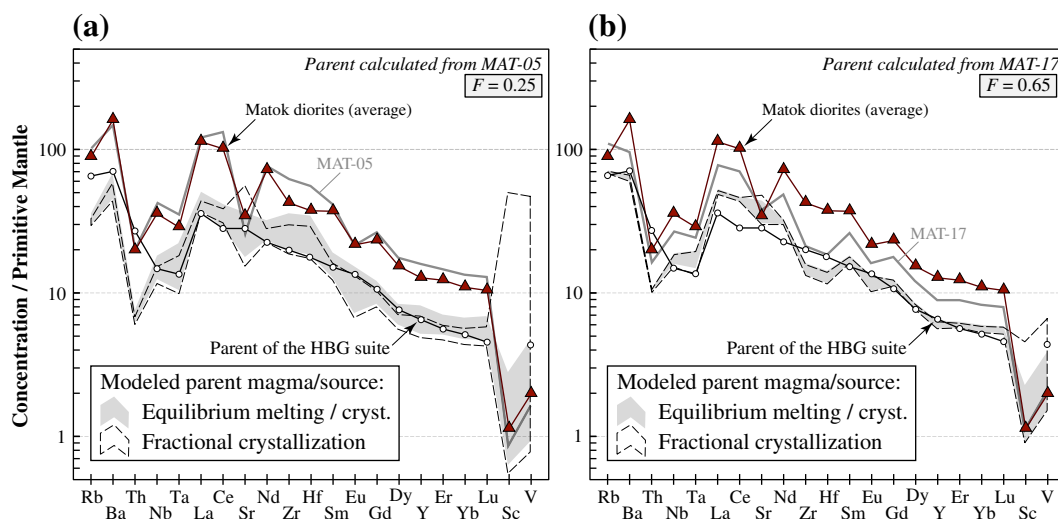 (a)
Parent calculated from MAT-05
F = 0.25
Matok diorites (average)
MAT-05
Parent of the HBG suite
Modeled parent magma/source:
Equilibrium melting / cryst.
Fractional crystallization
Concentration / Primitive Mantle
100
10
1
Rb Th Ta Ce Nd Hf Eu Dy Er Lu V
Ba Nb La Sr Zr Sm Gd Y Yb Sc
(b)
Parent calculated from MAT-17
F = 0.65
Matok diorites (average)
MAT-17
Parent of the HBG suite
Modeled parent magma/source:
Equilibrium melting / cryst.
Fractional crystallization
100
10
1
Rb Th Ta Ce Nd Hf Eu Dy Er Lu V
Ba Nb La Sr Zr Sm Gd Y Yb Sc